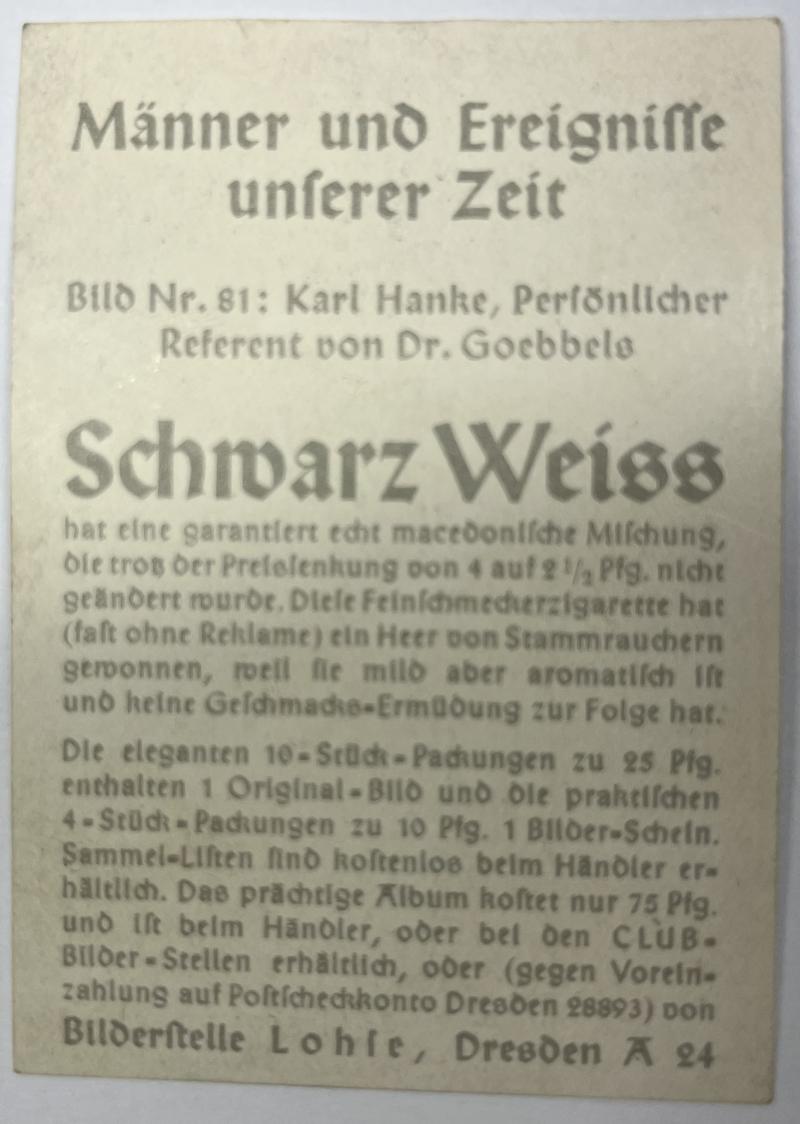 Männer und Ereigniſſe
unſerer Zeit
Bild Nr. 81: Karl Hanke, Perſönlicher
Referent von Dr. Goebbels
Schwarz Weiss
hat eine garantiert echt macedoniſche Miſchung,
die trotz der Preisſenkung von 4 auf 2 1/2 Pfg. nicht
geändert wurde. Dieſe Feinſchmeckerzigarette hat
(faſt ohne Reklame) ein Heer von Stammrauchern
gewonnen, weil ſie mild aber aromatiſch iſt
und keine Geſchmacks-Ermüdung zur Folge hat.
Die eleganten 10-Stück-Packungen zu 25 Pfg.
enthalten 1 Original-Bild und die praktiſchen
4-Stück-Packungen zu 10 Pfg. 1 Bilder-Schein.
Sammel-Liſten ſind koſtenlos beim Händler er-
hältlich. Das prächtige Album koſtet nur 75 Pfg.
und iſt beim Händler, oder bei den CLUB-
Bilder-Stellen erhältlich, oder (gegen Vorein-
zahlung auf Poſtſcheckkonto Dresden 28893) von
Bilderſtelle Lohſe, Dresden A 24